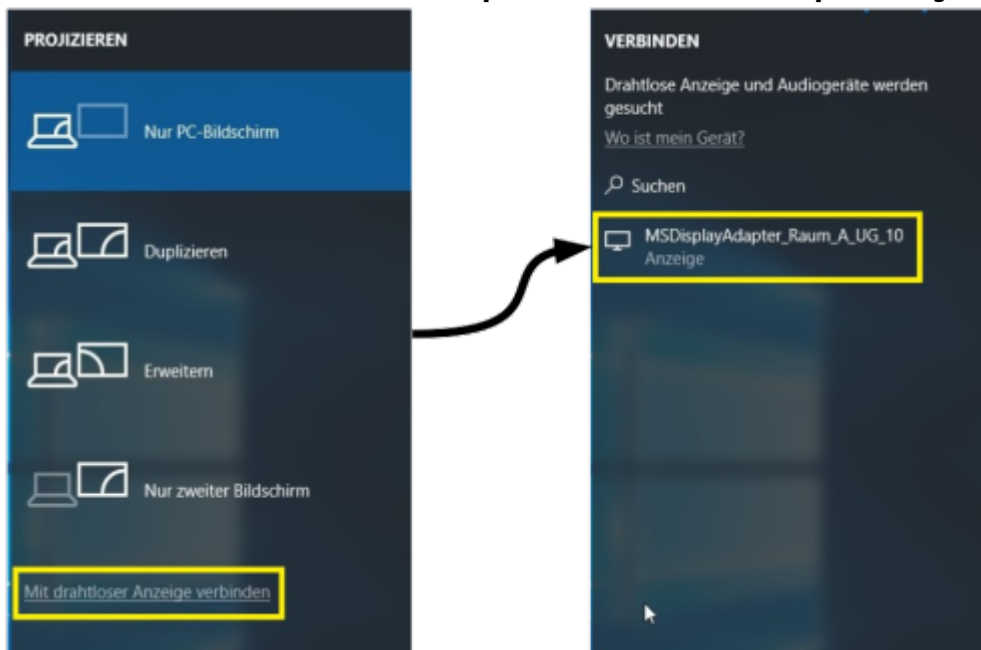 PROJIZIEREN
Nur PC-Bildschirm
Duplizieren
Erweitern
Nur zweiter Bildschirm
Mit drahtloser Anzeige verbinden
VERBINDEN
Drahtlose Anzeige und Audiogeräte werden
gesucht
Wo ist mein Gerät?
Suchen
MSDisplayAdapter_Raum_A_UG_10
Anzeige